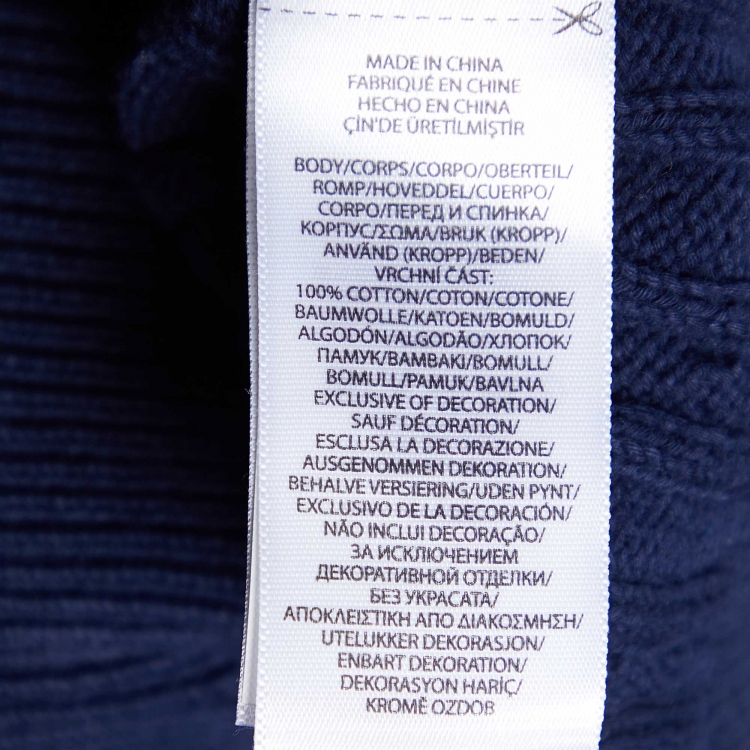 MADE IN CHINA
FABRIQUÉ EN CHINE
HECHO EN CHINA
ÇİN'DE ÜRETİLMİŞTİR
BODY/CORPS/CORPO/OBERTEIL/
ROMP/HOVEDDEL/CUERPO/
CORPO/ПЕРЕД И СПИНКА/
КОРПУС/ΣΩΜΑ/BRUK (KROPP)/
ANVÄND (KROPP)/BEDEN/
VRCHNÍ ČÁST:
100% COTTON/COTON/COTONE/
BAUMWOLLE/KATOEN/BOMULD/
ALGODÓN/ALGODÃO/ХЛОПОК/
ПАМУК/ΒΑΜΒΑΚΙ/BOMULL/
BOMULL/PAMUK/BAVLNA
EXCLUSIVE OF DECORATION/
SAUF DÉCORATION/
ESCLUSA LA DECORAZIONE/
AUSGENOMMEN DEKORATION/
BEHALVE VERSIERING/UDEN PYNT/
EXCLUSIVO DE LA DECORACIÓN/
NÃO INCLUI DECORAÇÃO/
ЗА ИСКЛЮЧЕНИЕМ
ДЕКОРАТИВНОЙ ОТДЕЛКИ/
БЕЗ УКРАСАТА/
ΑΠΟΚΛΕΙΣΤΙΚΗ ΑΠΟ ΔΙΑΚΟΣΜΗΣΗ/
UTELUKKER DEKORASJON/
ENBART DEKORATION/
DEKORASYON HARİÇ/
KROMĚ OZDOB